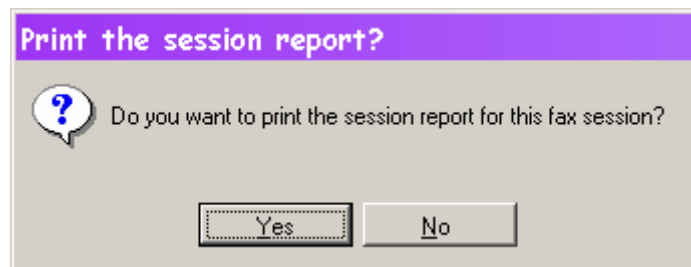 Print the session report?
Do you want to print the session report for this fax session?
Yes
No